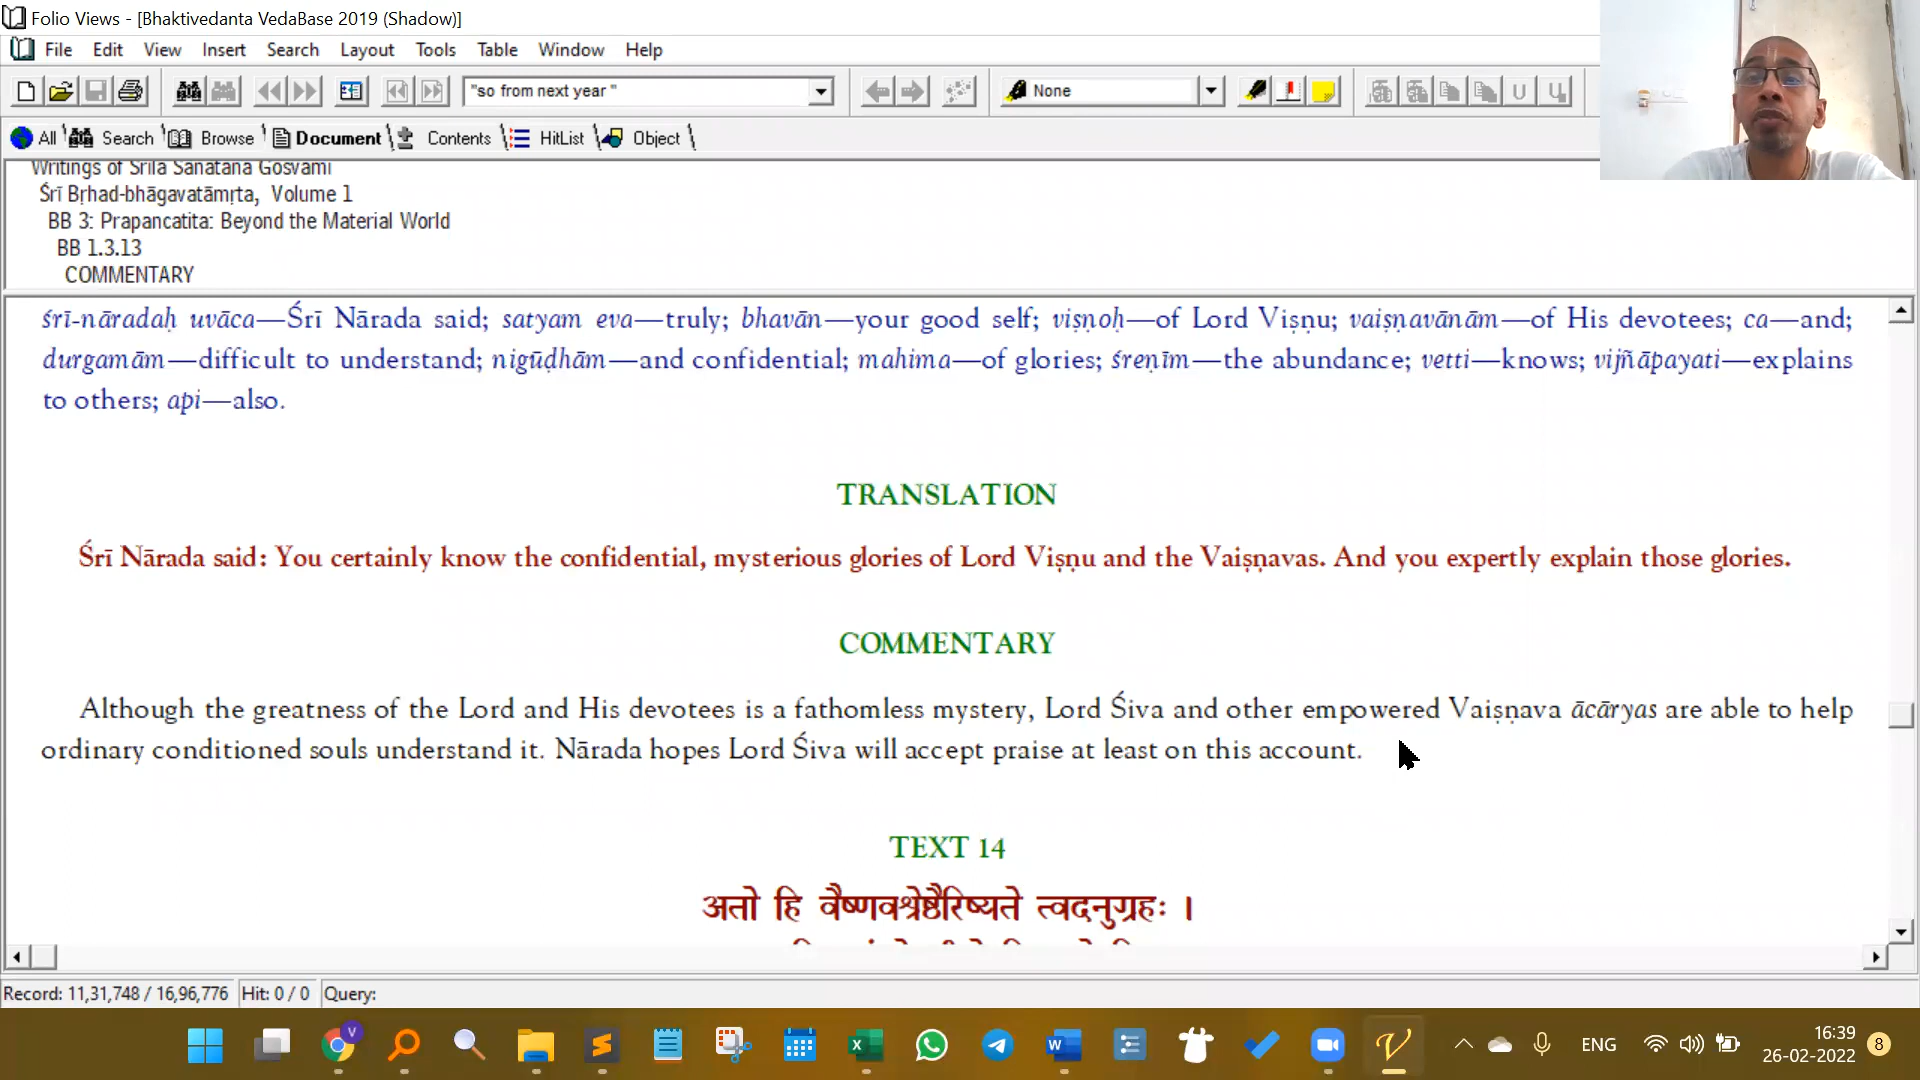 Folio Views - [Bhaktivedanta VedaBase 2019 (Shadow)]
File Edit View Insert Search Layout Tools Table Window Help
"so from next year " None
All Search Browse Document Contents HitList Object
Writings of Srila Sanatana Gosvami
Śrī Bṛhad-bhāgavatāmṛta, Volume 1
BB 3: Prapancatita: Beyond the Material World
BB 1.3.13
COMMENTARY
śrī-nāradaḥ uvāca—Śrī Nārada said; satyam eva—truly; bhavān—your good self; viṣṇoḥ—of Lord Viṣṇu; vaiṣṇavānām—of His devotees; ca—and;
durgamām—difficult to understand; nigūḍhām—and confidential; mahima—of glories; śreṇīm—the abundance; vetti—knows; vijñāpayati—explains
to others; api—also.
TRANSLATION
Śrī Nārada said: You certainly know the confidential, mysterious glories of Lord Viṣṇu and the Vaiṣṇavas. And you expertly explain those glories.
COMMENTARY
Although the greatness of the Lord and His devotees is a fathomless mystery, Lord Śiva and other empowered Vaiṣṇava ācāryas are able to help
ordinary conditioned souls understand it. Nārada hopes Lord Śiva will accept praise at least on this account.
TEXT 14
अतो हि वैष्णवश्रेष्ठैरिष्यते त्वदनुग्रहः ।
Record: 11,31,748 / 16,96,776 Hit: 0 / 0 Query:
ENG
16:39
26-02-2022
8